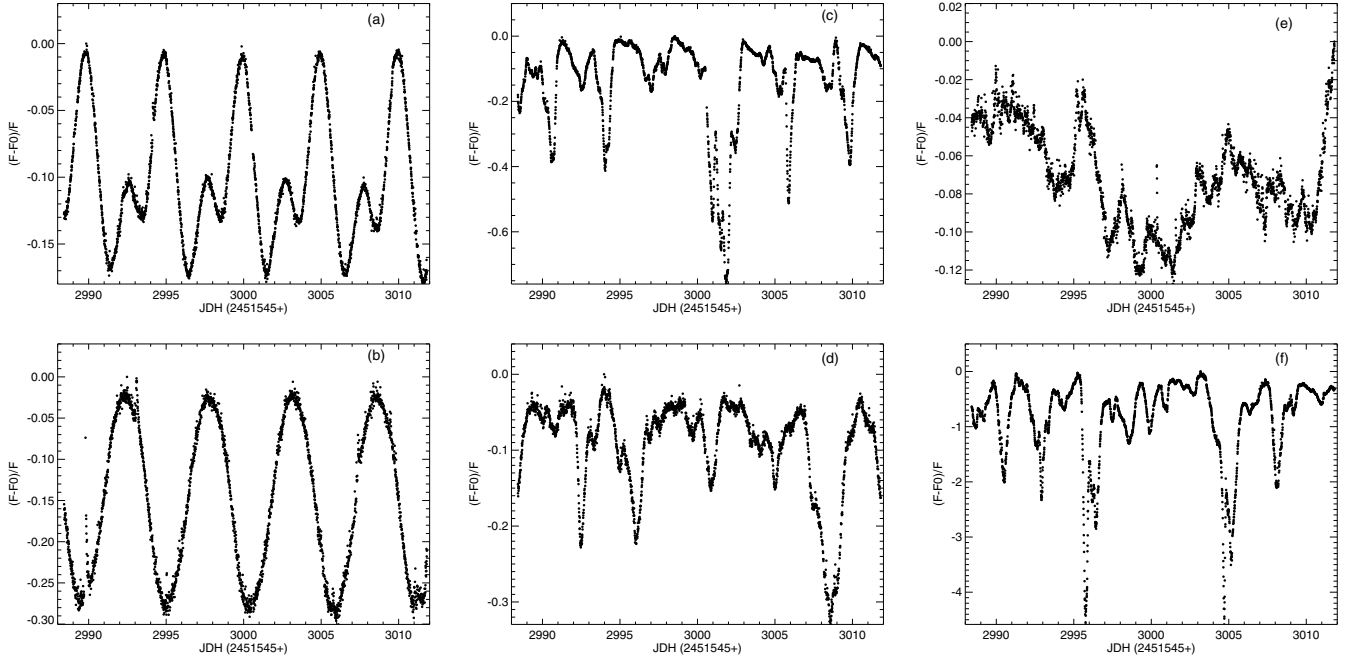 (a)
0.00
-0.05
-0.10
-0.15
(F-F0)/F
2990 2995 3000 3005 3010
JDH (2451545+)
(c)
0.0
-0.2
-0.4
-0.6
(F-F0)/F
2990 2995 3000 3005 3010
JDH (2451545+)
(e)
0.02
0.00
-0.02
-0.04
-0.06
-0.08
-0.10
-0.12
(F-F0)/F
2990 2995 3000 3005 3010
JDH (2451545+)
(b)
0.00
-0.05
-0.10
-0.15
-0.20
-0.25
-0.30
(F-F0)/F
2990 2995 3000 3005 3010
JDH (2451545+)
(d)
0.0
-0.1
-0.2
-0.3
(F-F0)/F
2990 2995 3000 3005 3010
JDH (2451545+)
(f)
0
-1
-2
-3
-4
(F-F0)/F
2990 2995 3000 3005 3010
JDH (2451545+)